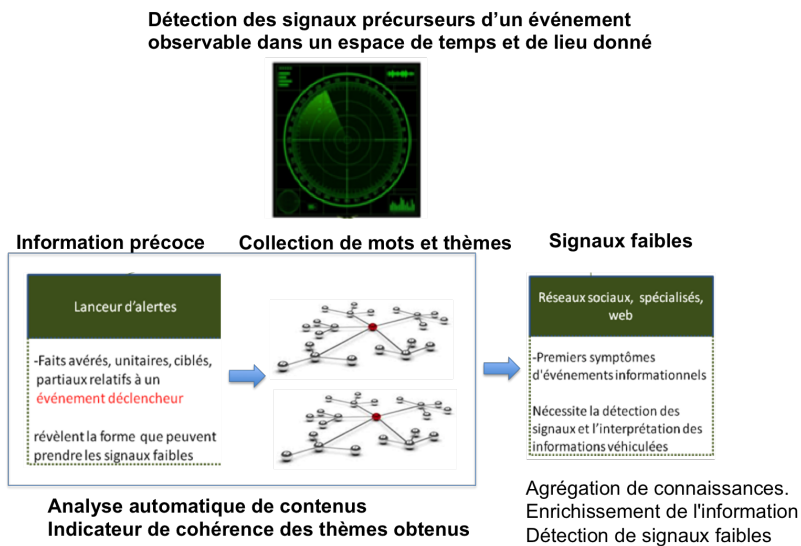 Détection des signaux précurseurs d’un événement
observable dans un espace de temps et de lieu donné
Information précoce
Collection de mots et thèmes
Signaux faibles
Lanceur d’alertes
-Faits avérés, unitaires, ciblés,
partiaux relatifs à un
événement déclencheur
révèlent la forme que peuvent
prendre les signaux faibles
Réseaux sociaux, spécialisés,
web
-Premiers symptômes
d'événements informationnels
Nécessite la détection des
signaux et l’interprétation des
informations véhiculées
Analyse automatique de contenus
Indicateur de cohérence des thèmes obtenus
Agrégation de connaissances.
Enrichissement de l'information
Détection de signaux faibles